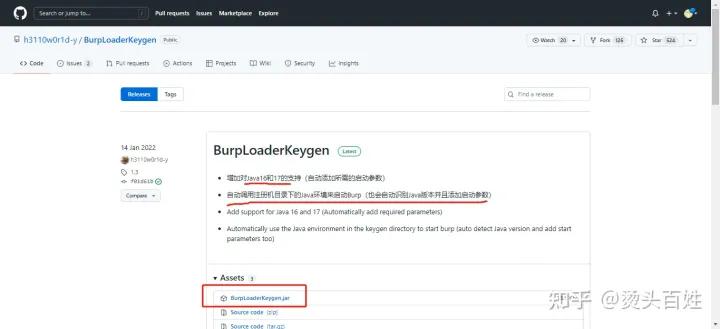 Search or jump to...
/
Pull requests Issues Marketplace Explore
h3110w0r1d-y / BurpLoaderKeygen Public
Watch 20 Fork 126 Star 524
Code Issues 2 Pull requests Actions Projects Wiki Security Insights
Releases Tags
Find a release
14 Jan 2022
h3110w0r1d-y
1.3
Compare
BurpLoaderKeygen Latest
增加对Java16和17的支持(自动添加所需的启动参数)
自动调用注册机目录下的Java环境来启动Burp(也会自动识别Java版本并且添加启动参数)
Add support for Java 16 and 17 (Automatically add required parameters)
Automatically use the Java environment in the keygen directory to start burp (auto detect Java version and add start
parameters too)
Assets 3
BurpLoaderKeygen.jar
Source code (zip)
Source code (tar.gz)
知乎 @烫头百姓